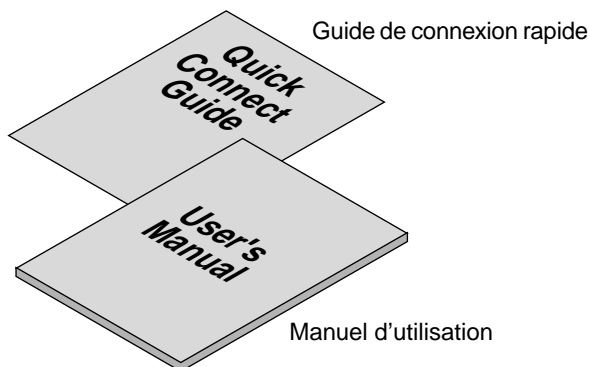 Guide de connexion rapide
Quick
Connect
Guide
User's
Manual
Manuel d’utilisation